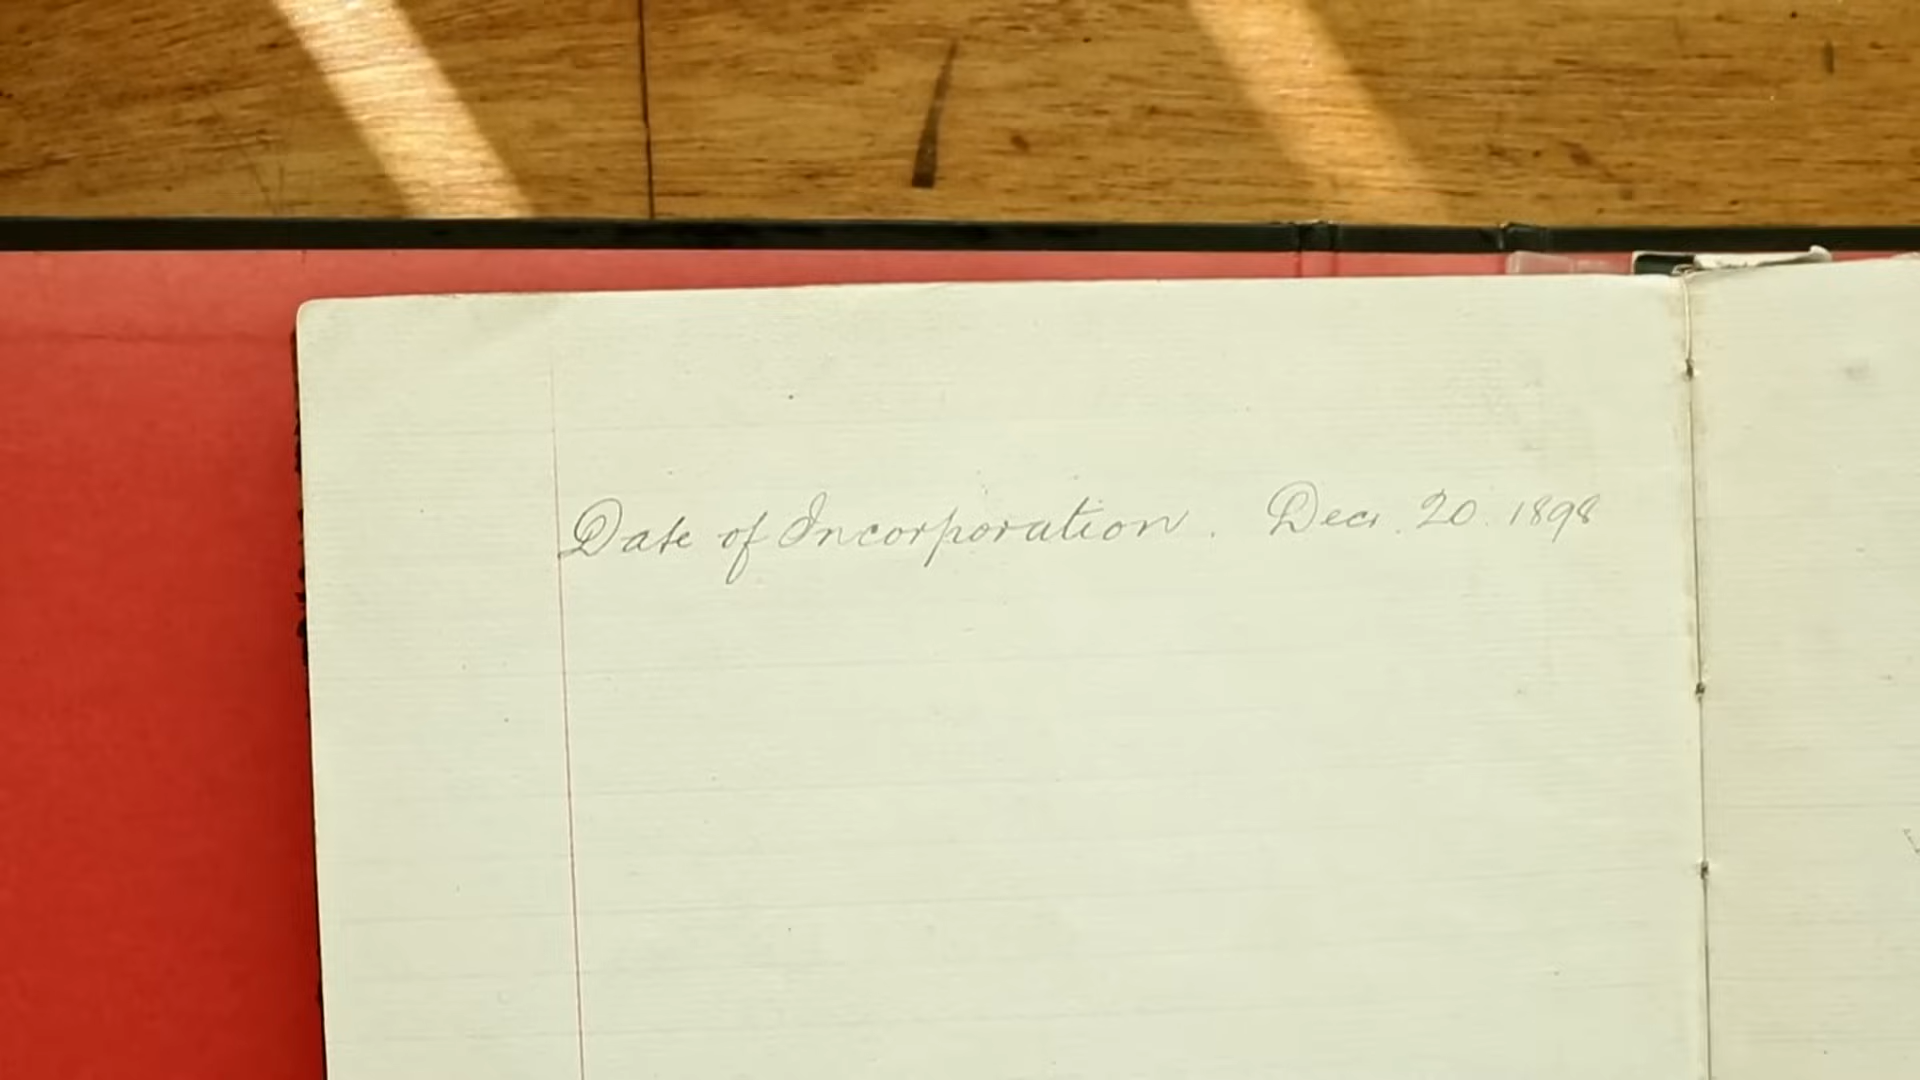 Date of Incorporation. Dec. 20. 1898